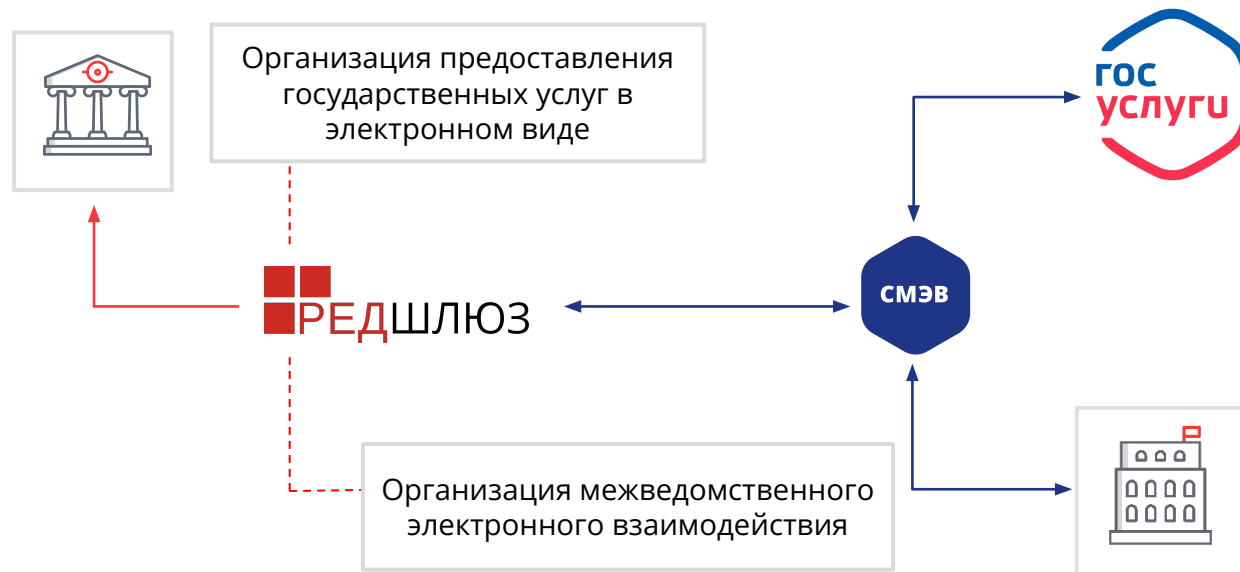 Организация предоставления
государственных услуг в
электронном виде
гос
услуги
РЕДШЛЮЗ
СМЭВ
Организация межведомственного
электронного взаимодействия